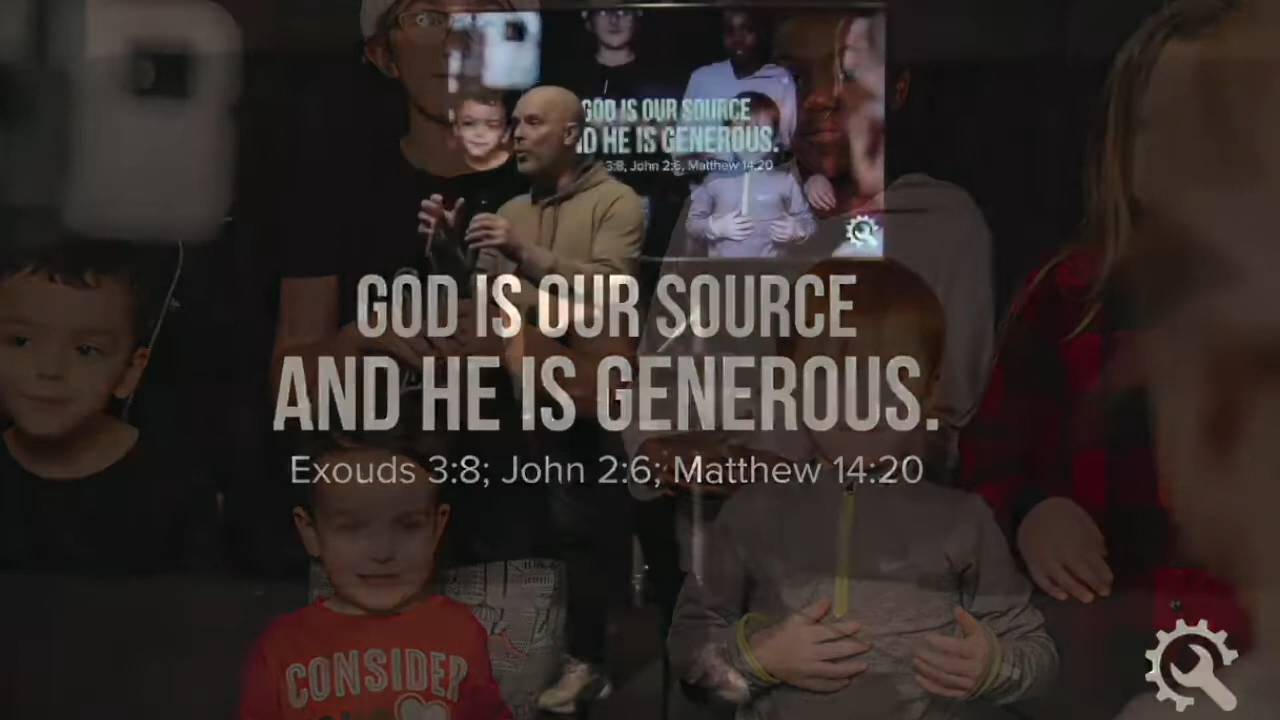 GOD IS OUR SOURCE
ND HE IS GENEROUS.
3:8, John 2:6, Matthew 14:20
GOD IS OUR SOURCE
AND HE IS GENEROUS.
Exouds 3:8; John 2:6; Matthew 14:20
CONSIDER